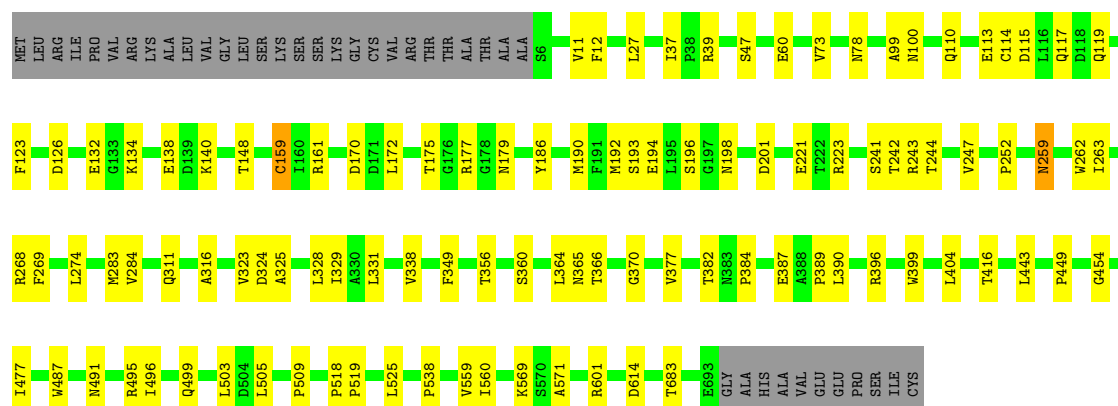 MET LEU ARG ILE PRO VAL ARG LYS ALA LEU VAL GLY LEU LEU SER LYS SER SER LYS GLY CYS VAL ARG THR THR ALA THR ALA ALA S6 V11 F12 L27 I37 P38 R39 S47 E60 V73 N78 A99 N100 Q110 E113 C114 D115 L116 Q117 D118 Q119
F123 D126 E132 G133 K134 E138 D139 K140 T148 C159 I160 R161 D170 D171 L172 T175 G176 R177 G178 N179 Y186 M190 F191 M192 S193 E194 L195 S196 G197 N198 D201 E221 T222 R223 S241 T242 R243 T244 V247 P252 N259 W262 I263
R268 F269 L274 M283 V284 Q311 A316 V323 D324 A325 L328 I329 A330 L331 V338 F349 T356 S360 L364 N365 T366 G370 V377 T382 N383 P384 E387 A388 P389 L390 R396 W399 L404 T416 L443 P449 G454
I477 W487 N491 R495 I496 Q499 L503 D504 L505 P509 P518 P519 L525 P538 V559 I560 K569 S570 A571 R601 D614 T683 E693 GLY ALA HIS ALA VAL GLU GLU PRO SER ILE CYS